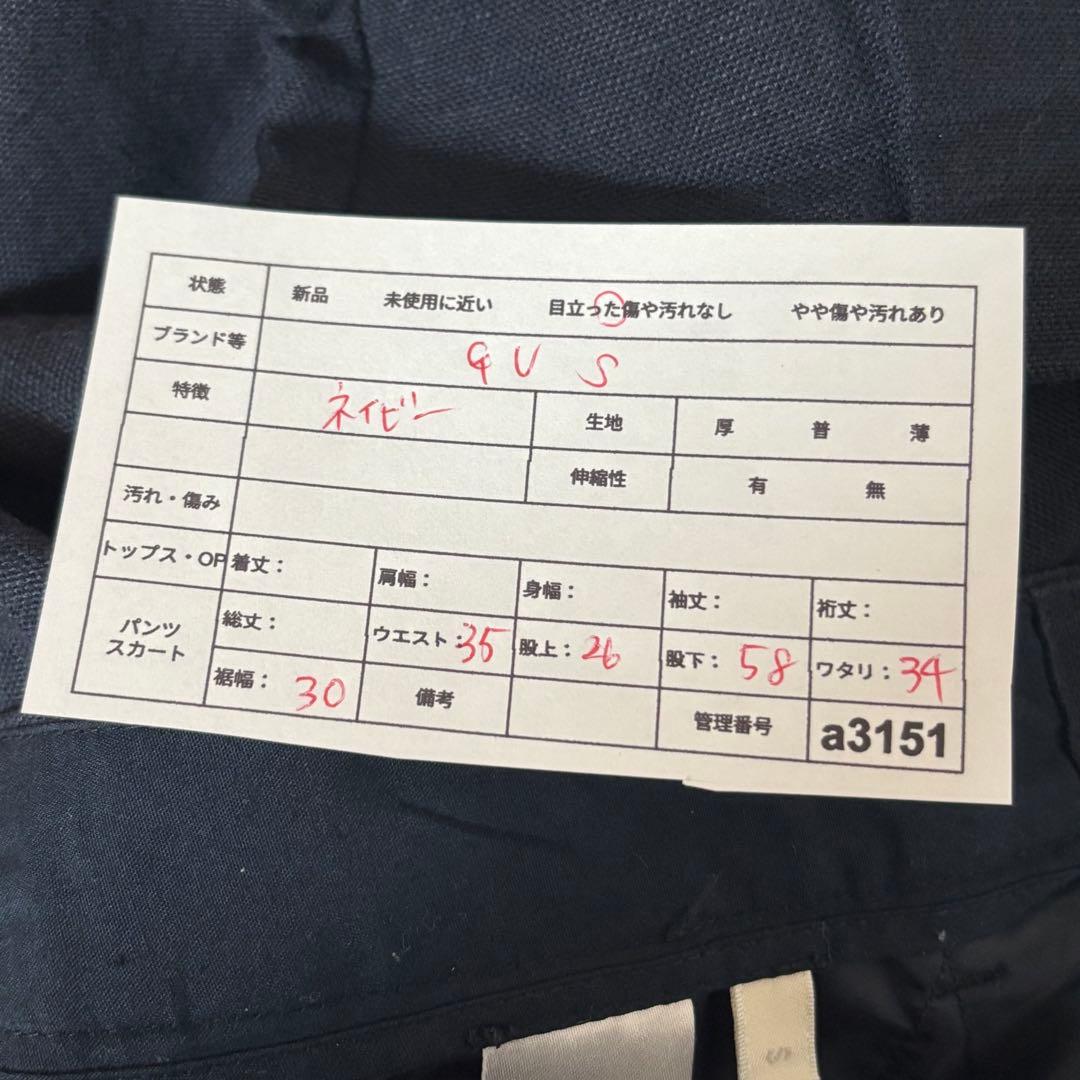 状態 新品 未使用に近い 目立った傷や汚れなし やや傷や汚れあり
ブランド等 GU S
特徴 ネイビー 生地 厚 普 薄
伸縮性 有 無
汚れ・傷み
トップス・OP 着丈： 肩幅： 身幅： 袖丈： 裄丈：
パンツ スカート 総丈： ウエスト：35 股上：26 股下：58 ワタリ：34
裾幅：30 備考 管理番号 a3151